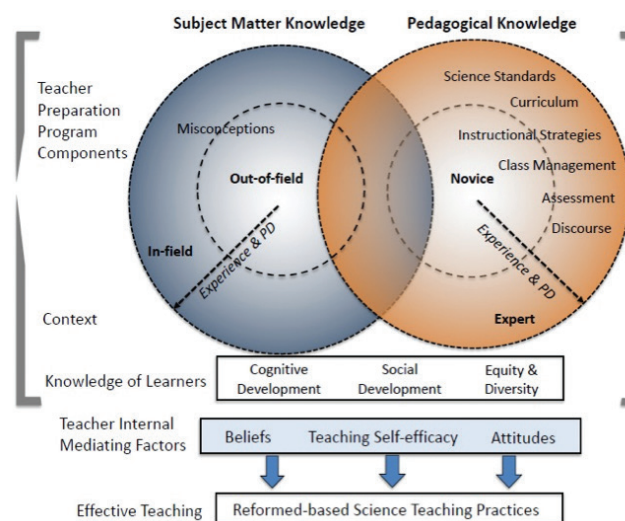 Subject Matter Knowledge
Pedagogical Knowledge
Teacher
Preparation
Program
Components
Misconceptions
Out-of-field
In-field
Experience & PD
Science Standards
Curriculum
Instructional Strategies
Class Management
Novice
Assessment
Discourse
Experience & PD
Expert
Context
Knowledge of Learners
Cognitive
Development
Social
Development
Equity &
Diversity
Teacher Internal
Mediating Factors
Beliefs
Teaching Self-efficacy
Attitudes
Effective Teaching
Reformed-based Science Teaching Practices